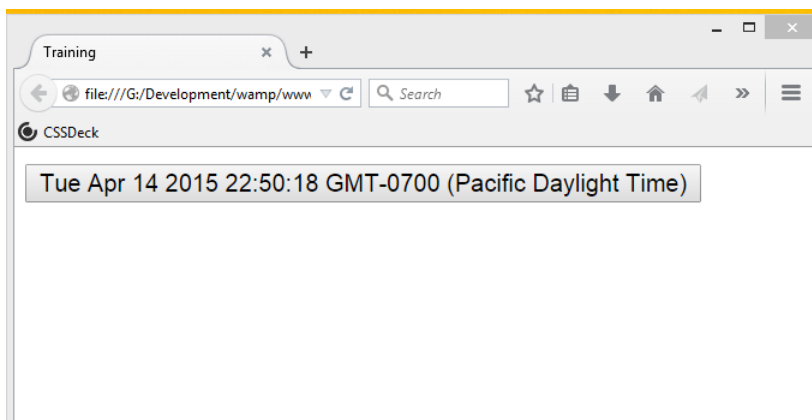 Training
file:///G:/Development/wamp/www
Search
CSSDeck
Tue Apr 14 2015 22:50:18 GMT-0700 (Pacific Daylight Time)